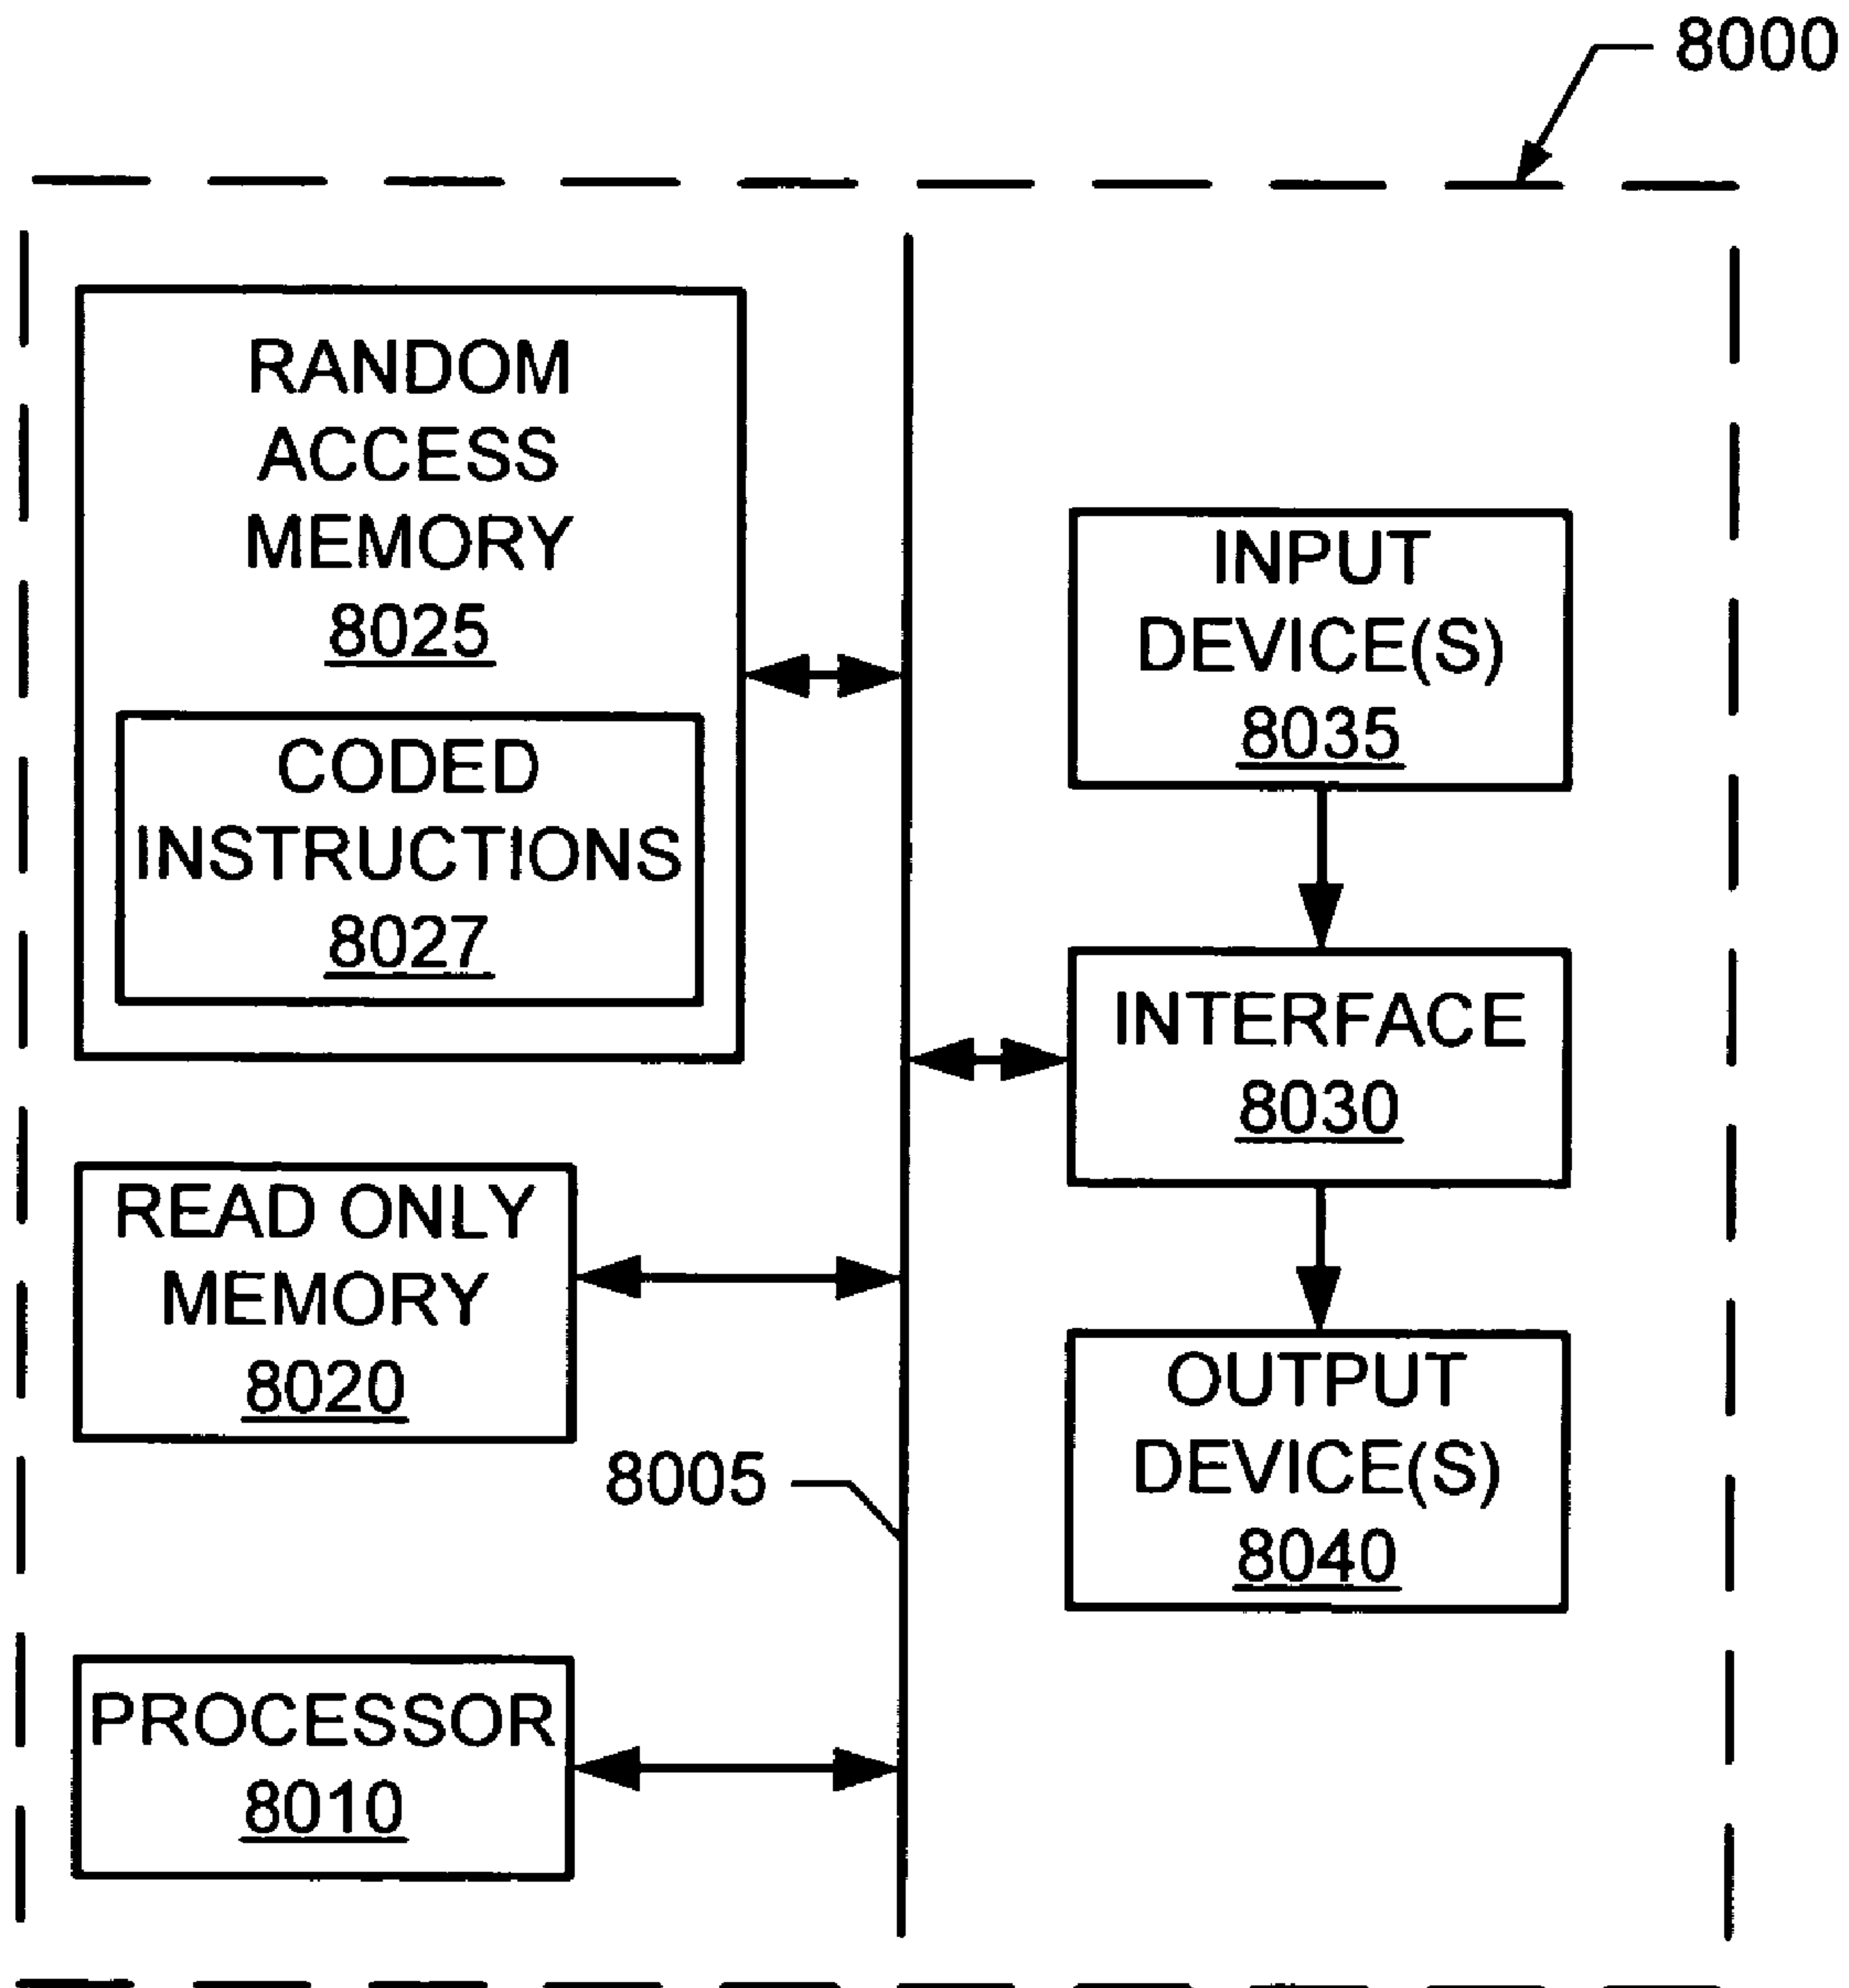 8000
RANDOM
ACCESS
MEMORY
8025
CODED
INSTRUCTIONS
8027
READ ONLY
MEMORY
8020
8005
PROCESSOR
8010
INPUT
DEVICE(S)
8035
INTERFACE
8030
OUTPUT
DEVICE(S)
8040